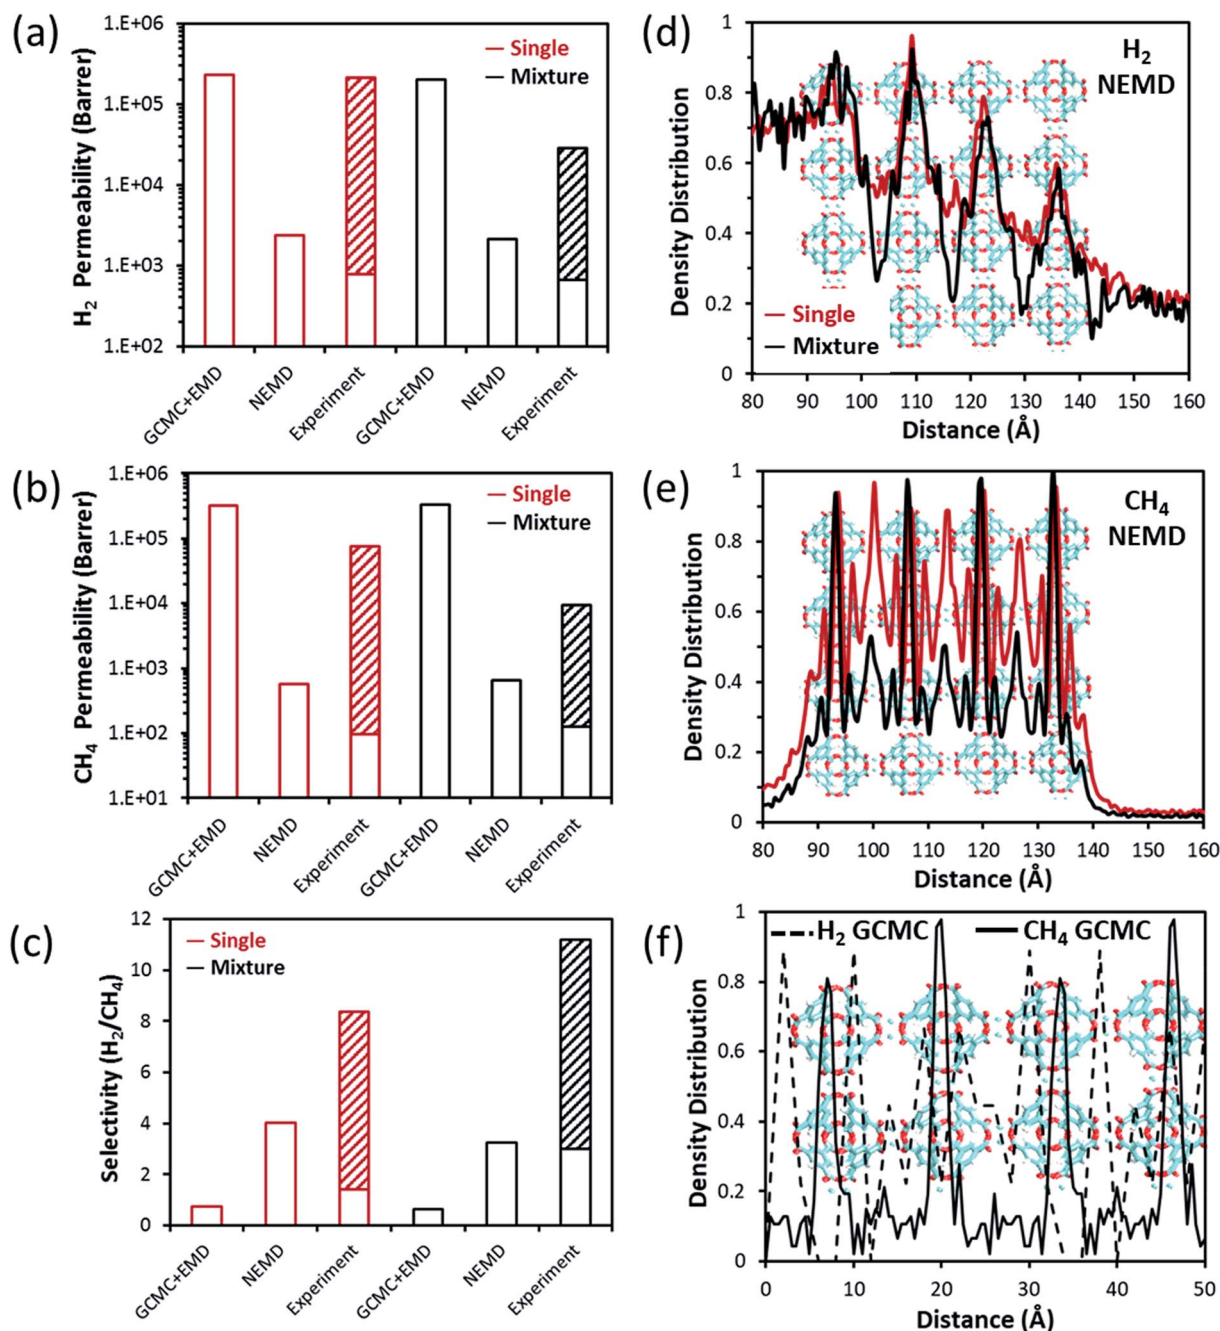 (a)
H₂ Permeability (Barrer)
1.E+06
1.E+05
1.E+04
1.E+03
1.E+02
Single
Mixture
GCMC+EMD
NEMD
Experiment
GCMC+EMD
NEMD
Experiment
(d)
Density Distribution
1
0.8
0.6
0.4
0.2
0
H₂
NEMD
Single
Mixture
80 90 100 110 120 130 140 150 160
Distance (Å)
(b)
CH₄ Permeability (Barrer)
1.E+06
1.E+05
1.E+04
1.E+03
1.E+02
1.E+01
Single
Mixture
GCMC+EMD
NEMD
Experiment
GCMC+EMD
NEMD
Experiment
(e)
Density Distribution
1
0.8
0.6
0.4
0.2
0
CH₄
NEMD
80 90 100 110 120 130 140 150 160
Distance (Å)
(c)
Selectivity (H₂/CH₄)
12
10
8
6
4
2
0
Single
Mixture
GCMC+EMD
NEMD
Experiment
GCMC+EMD
NEMD
Experiment
(f)
Density Distribution
1
0.8
0.6
0.4
0.2
0
H₂ GCMC CH₄ GCMC
0 10 20 30 40 50
Distance (Å)